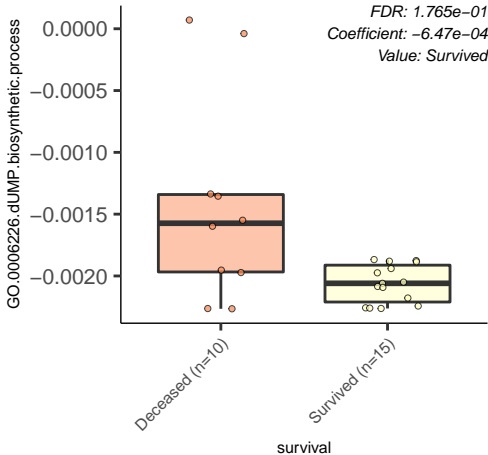 FDR: 1.765e−01
Coefficient: −6.47e−04
Value: Survived
GO.0006226.dUMP.biosynthetic.process
0.0000
−0.0005
−0.0010
−0.0015
−0.0020
Deceased (n=10)
Survived (n=15)
survival